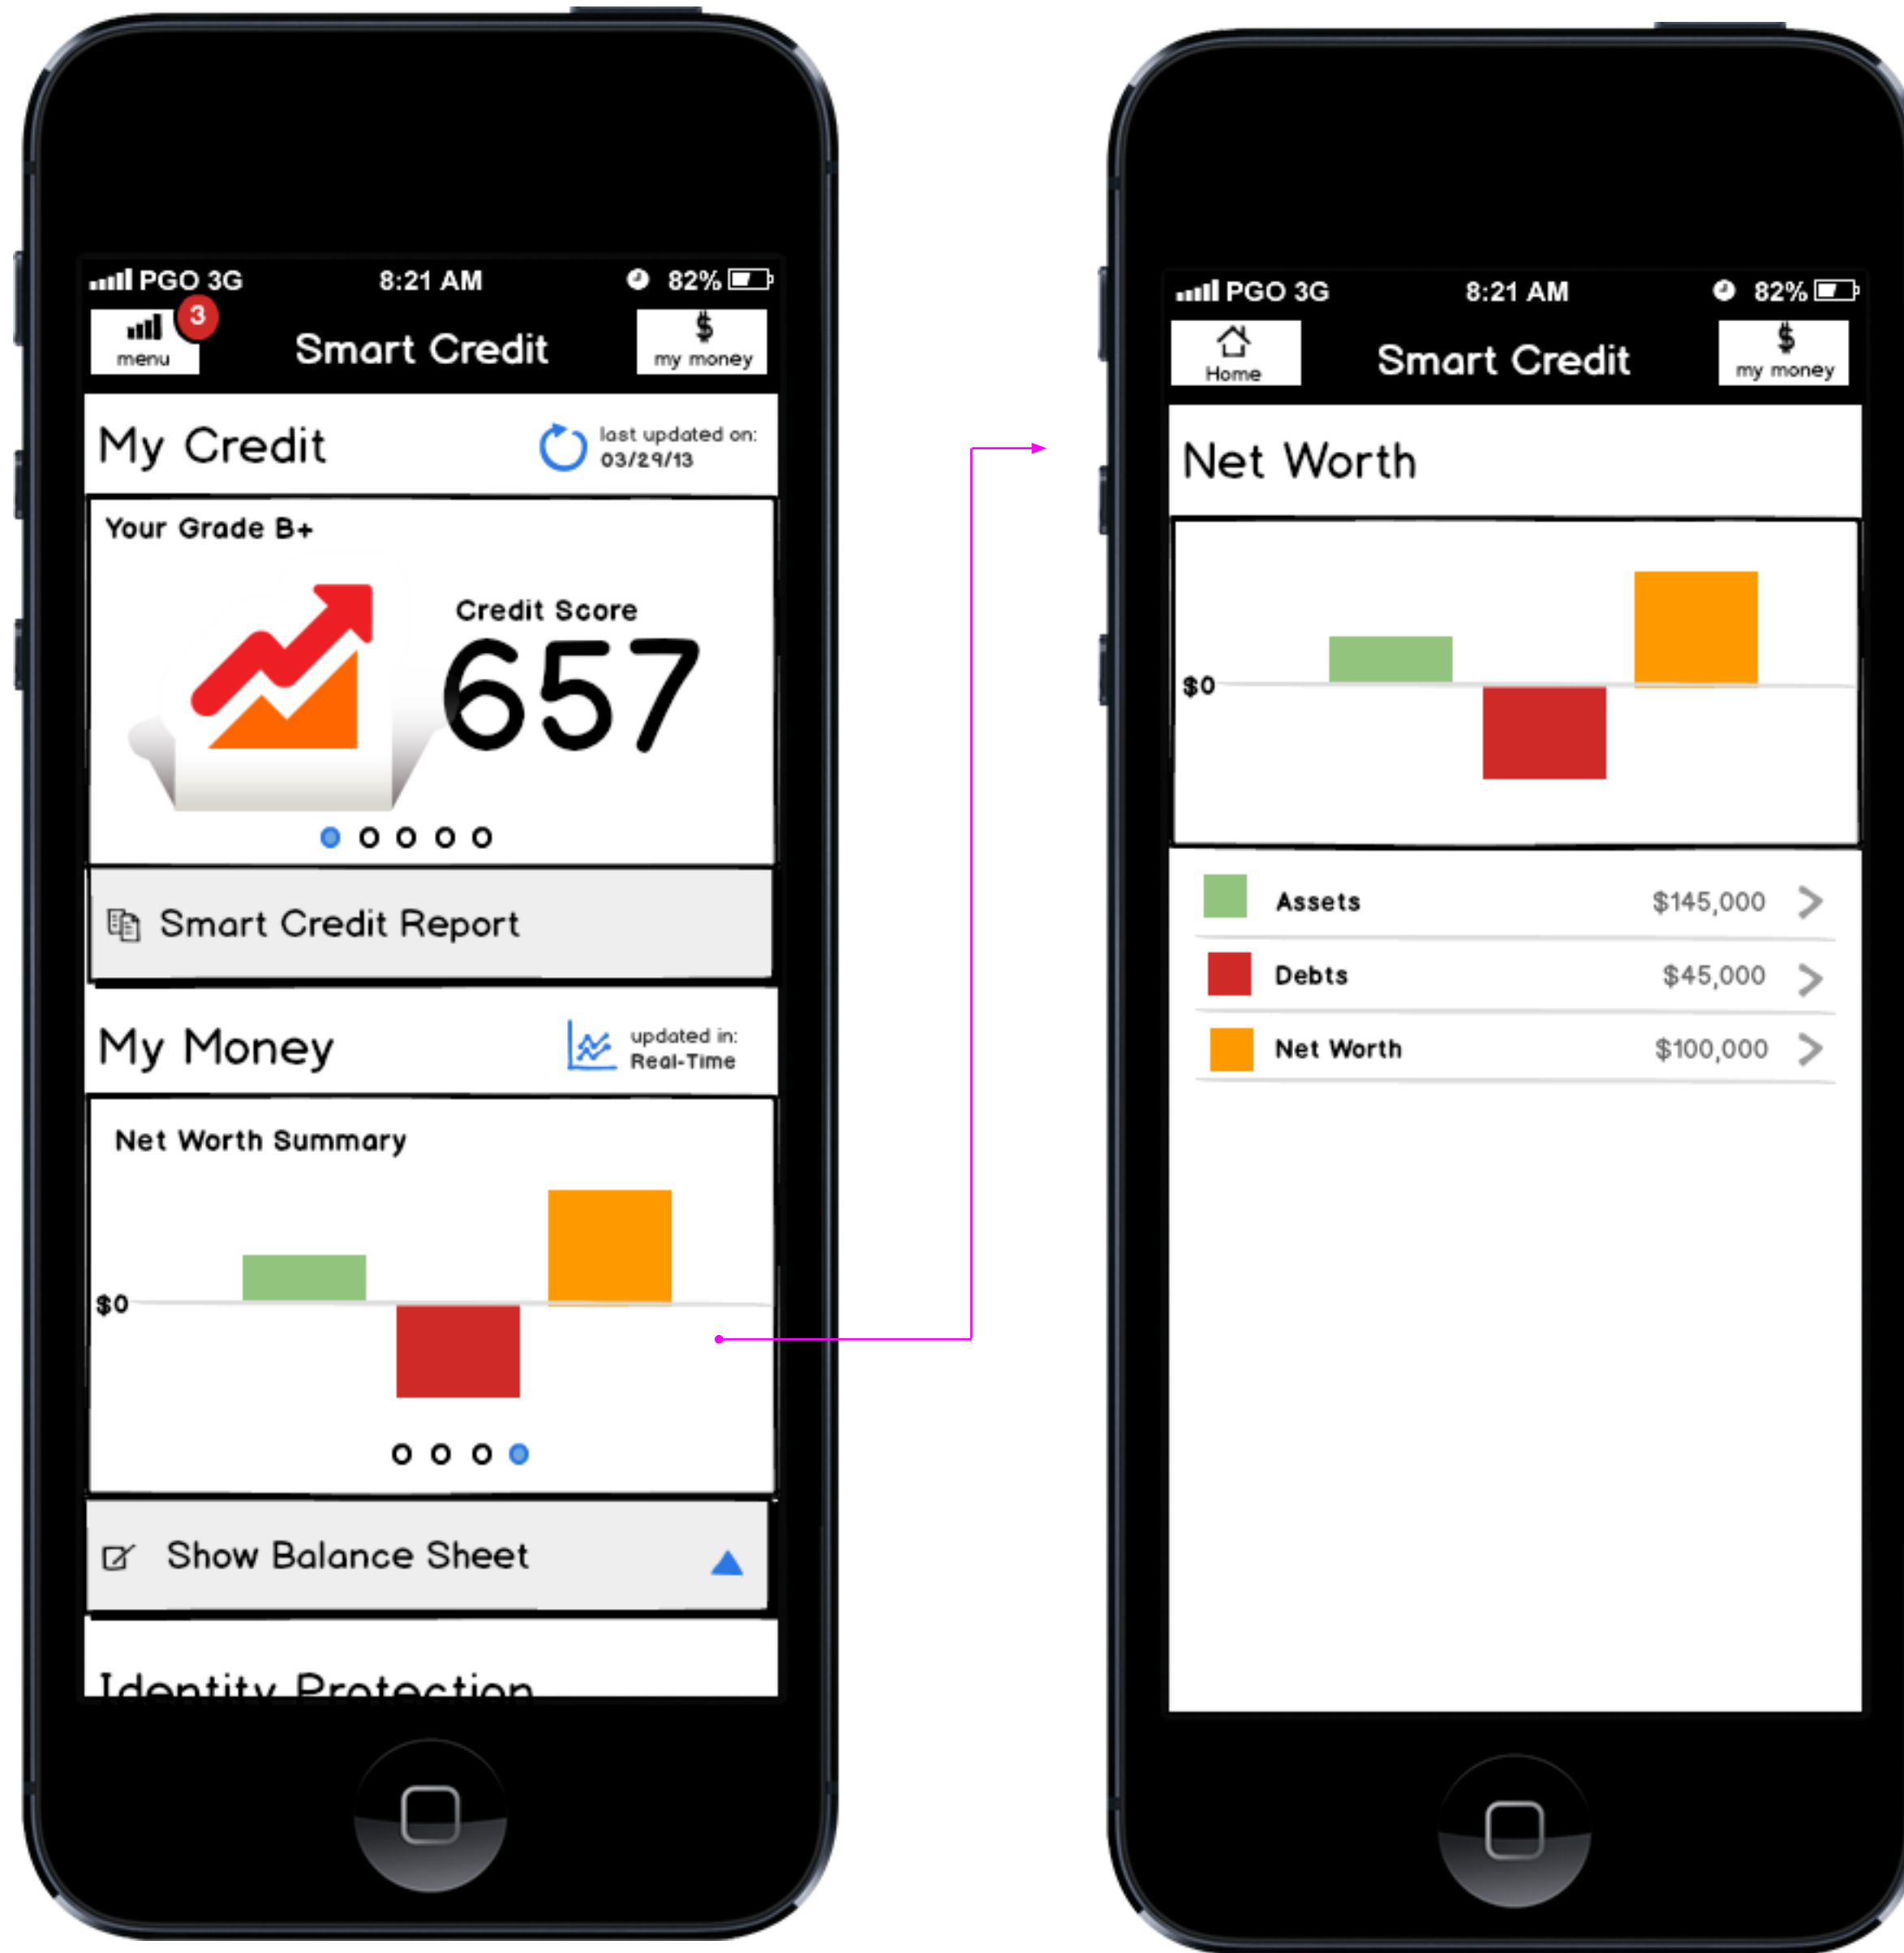 PGO 3G 8:21 AM 82%
menu 3 Smart Credit $ my money
My Credit last updated on:
03/29/13
Your Grade B+
Credit Score
657
Smart Credit Report
My Money updated in:
Real-Time
Net Worth Summary
$0
Show Balance Sheet
Identity Protection
PGO 3G 8:21 AM 82%
Home Smart Credit $ my money
Net Worth
$0
Assets $145,000
Debts $45,000
Net Worth $100,000